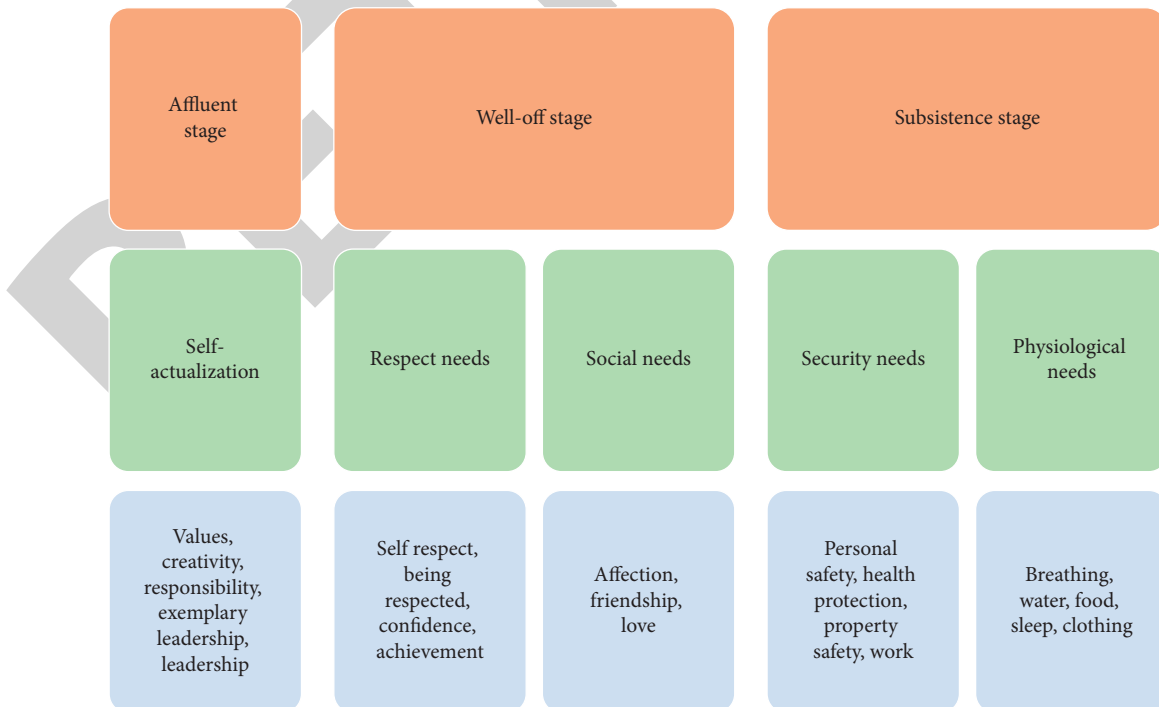 Affluent
stage
Well-off stage
Subsistence stage
Self-
actualization
Respect needs
Social needs
Security needs
Physiological
needs
Values,
creativity,
responsibility,
exemplary
leadership,
leadership
Self respect,
being
respected,
confidence,
achievement
Affection,
friendship,
love
Personal
safety, health
protection,
property
safety, work
Breathing,
water, food,
sleep, clothing